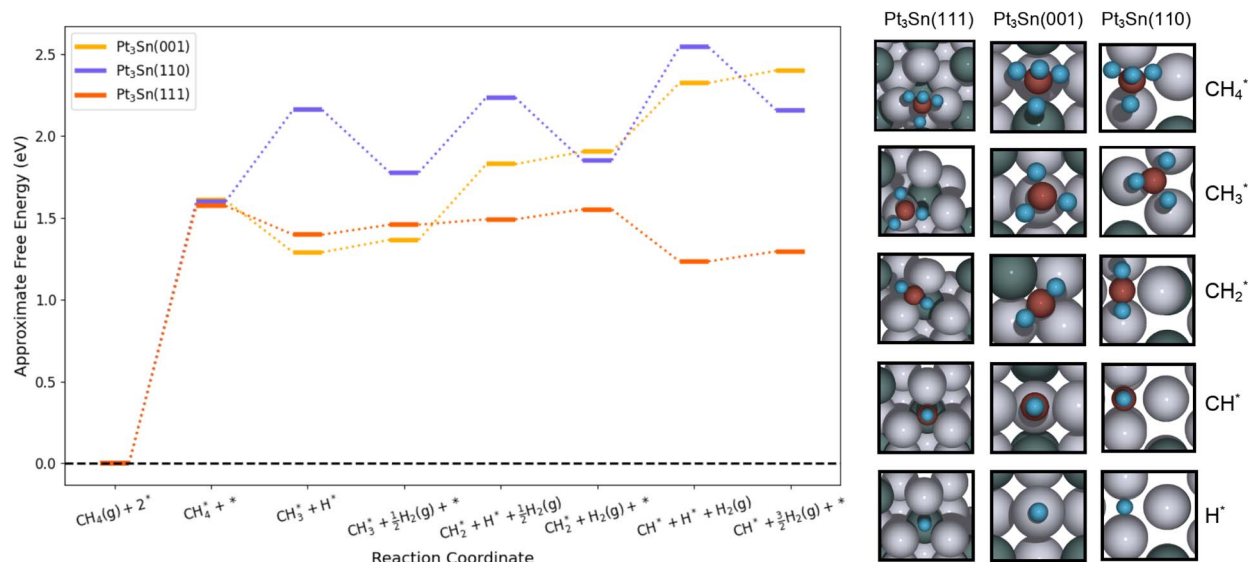 Pt₃Sn(001)
Pt₃Sn(110)
Pt₃Sn(111)
Approximate Free Energy (eV)
2.5
2.0
1.5
1.0
0.5
0.0
CH₄(g) + 2*
CH₄* + *
CH₃* + H*
CH₃* + ½H₂(g) + *
CH₂* + H* + ½H₂(g)
CH₂* + H₂(g) + *
CH* + H* + H₂(g)
CH* + 3/2H₂(g) + *
Reaction Coordinate
Pt₃Sn(111) Pt₃Sn(001) Pt₃Sn(110)
CH₄*
CH₃*
CH₂*
CH*
H*